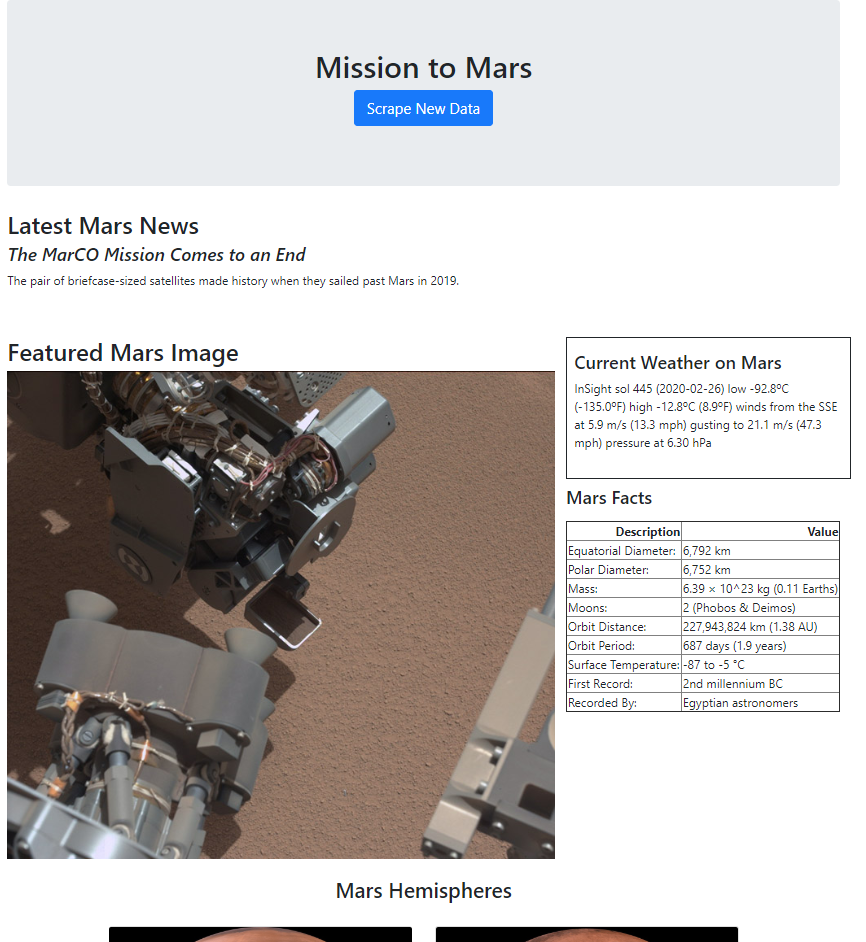 Mission to Mars
Scrape New Data
Latest Mars News
The MarCO Mission Comes to an End
The pair of briefcase-sized satellites made history when they sailed past Mars in 2019.
Featured Mars Image
Current Weather on Mars
InSight sol 445 (2020-02-26) low -92.8ºC
(-135.0ºF) high -12.8ºC (8.9ºF) winds from the SSE
at 5.9 m/s (13.3 mph) gusting to 21.1 m/s (47.3
mph) pressure at 6.30 hPa
Mars Facts
Description Value
Equatorial Diameter: 6,792 km
Polar Diameter: 6,752 km
Mass: 6.39 × 10^23 kg (0.11 Earths)
Moons: 2 (Phobos & Deimos)
Orbit Distance: 227,943,824 km (1.38 AU)
Orbit Period: 687 days (1.9 years)
Surface Temperature: -87 to -5 °C
First Record: 2nd millennium BC
Recorded By: Egyptian astronomers
Mars Hemispheres